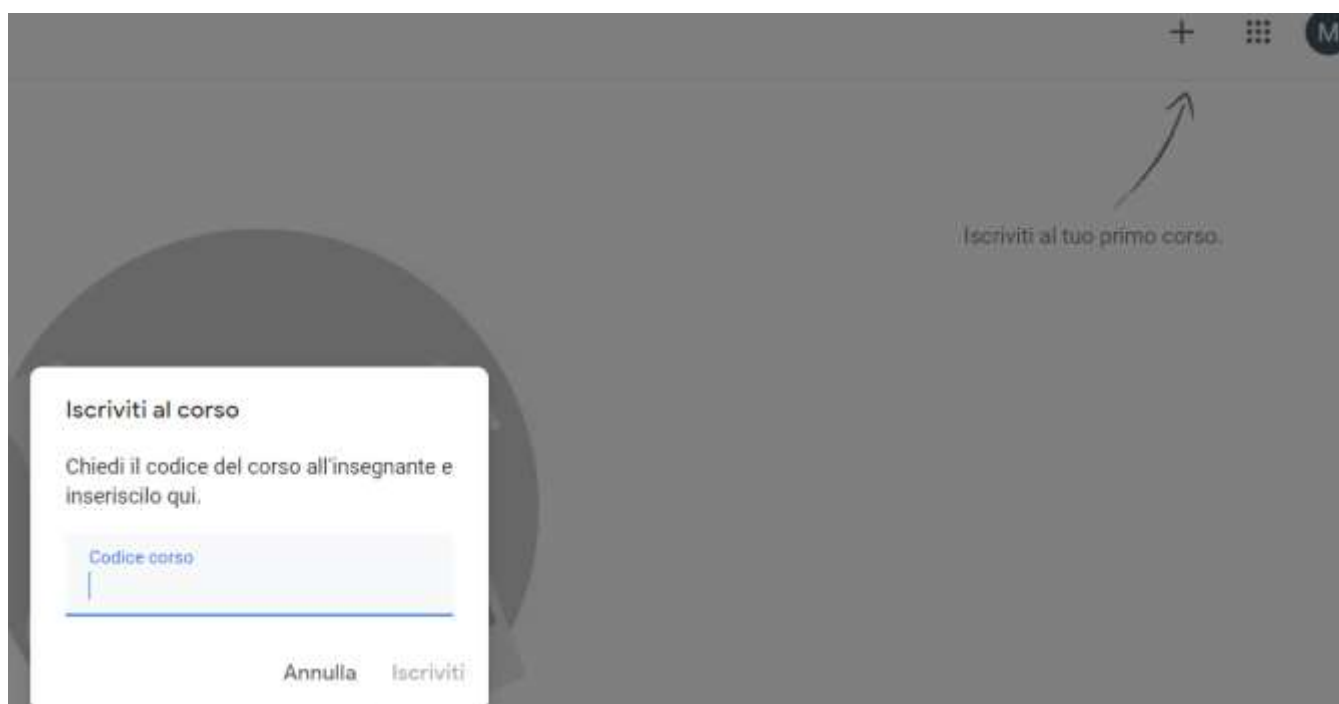 M
Iscriviti al tuo primo corso.
Iscriviti al corso
Chiedi il codice del corso all'insegnante e
inseriscilo qui.
Codice corso
Annulla Iscriviti